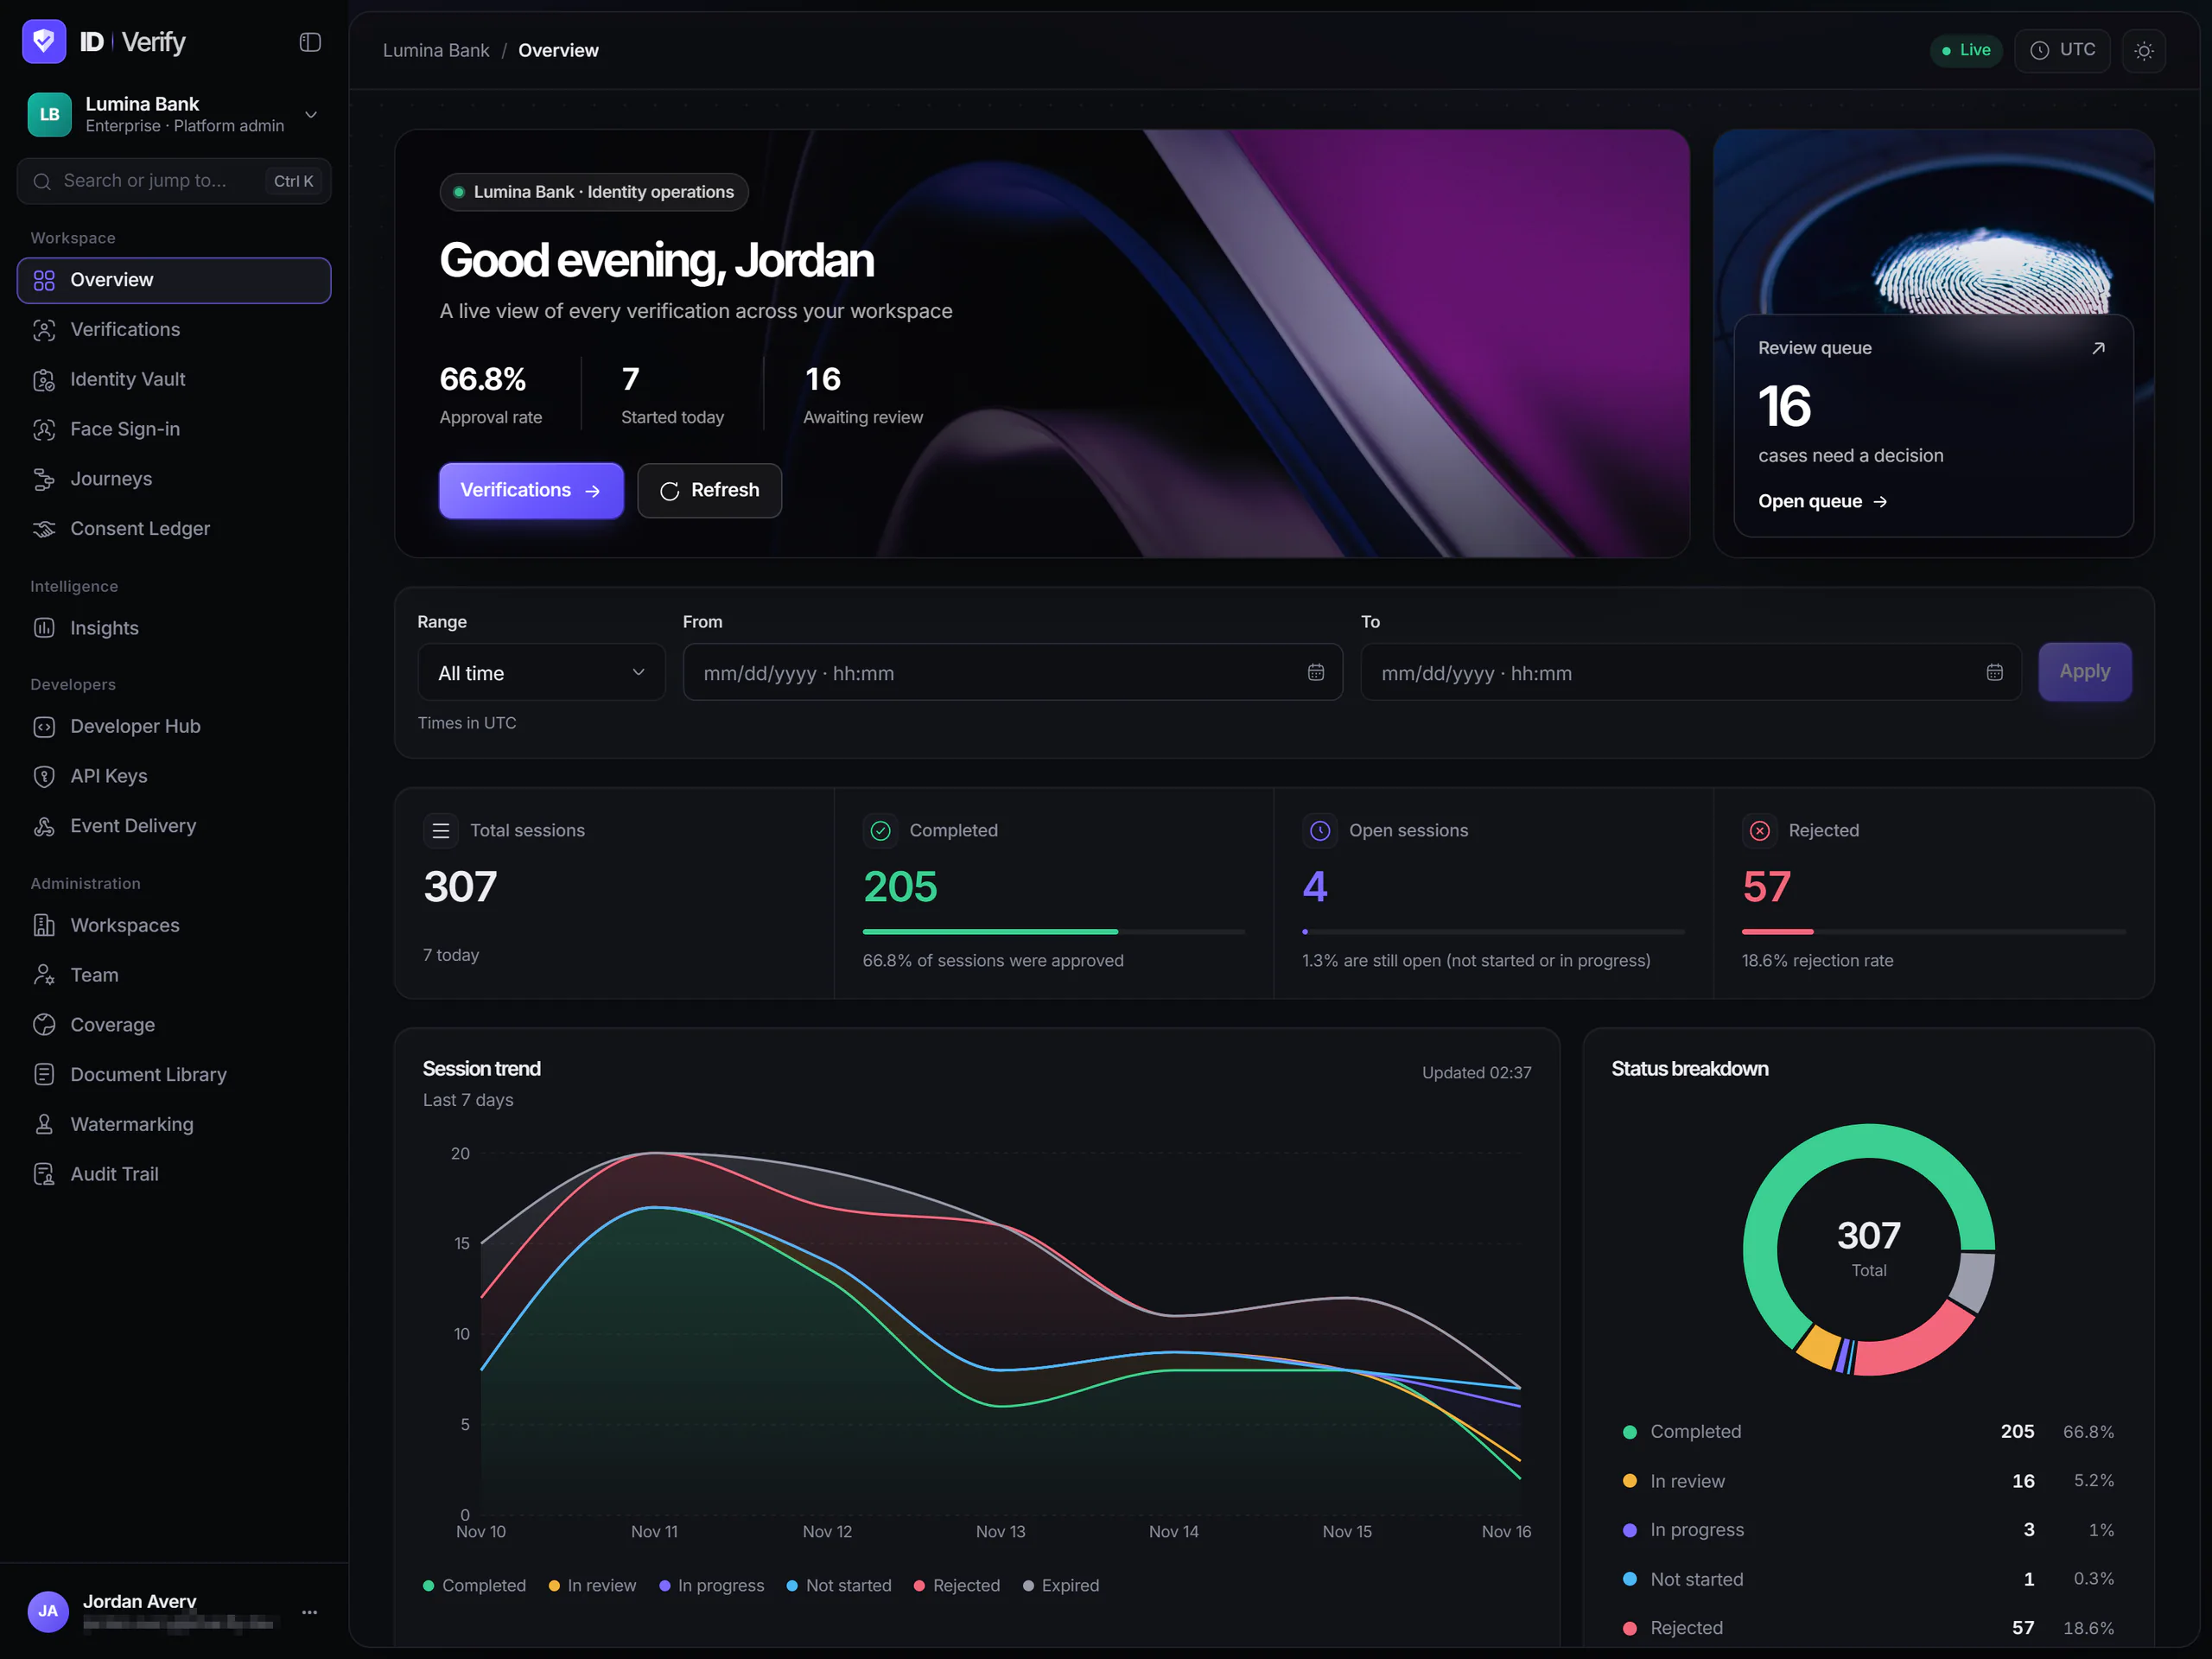 ID Verify
Lumina Bank
Enterprise · Platform admin
LB
Search or jump to...
Ctrl K
Workspace
Overview
Verifications
Identity Vault
Face Sign-in
Journeys
Consent Ledger
Intelligence
Insights
Developers
Developer Hub
API Keys
Event Delivery
Administration
Workspaces
Team
Coverage
Document Library
Watermarking
Audit Trail
JA
Jordan Avery
Lumina Bank / Overview
Live
UTC
Lumina Bank · Identity operations
Good evening, Jordan
A live view of every verification across your workspace
66.8%
Approval rate
7
Started today
16
Awaiting review
Verifications
Refresh
Review queue
16
cases need a decision
Open queue
Range
All time
Times in UTC
From
mm/dd/yyyy · hh:mm
To
mm/dd/yyyy · hh:mm
Apply
Total sessions
307
7 today
Completed
205
66.8% of sessions were approved
Open sessions
4
1.3% are still open (not started or in progress)
Rejected
57
18.6% rejection rate
Session trend
Last 7 days
Updated 02:37
20
15
10
5
0
Nov 10
Nov 11
Nov 12
Nov 13
Nov 14
Nov 15
Nov 16
Completed
In review
In progress
Not started
Rejected
Expired
Status breakdown
307
Total
Completed 205 66.8%
In review 16 5.2%
In progress 3 1%
Not started 1 0.3%
Rejected 57 18.6%